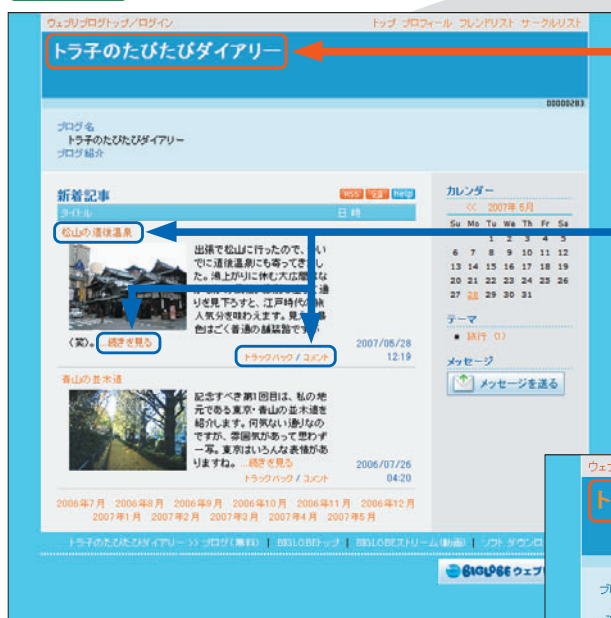 ウェブリブログトップ/ログイン
トップ プロフィール フレンドリスト サークルリスト
トラ子のたびたびダイアリー
00000283
ブログ名
トラ子のたびたびダイアリー
ブログ紹介
新着記事
RSS
help
タイトル
日 時
松山の道後温泉
出張で松山に行ったので、
でに道後温泉にも寄ってき
た。湯上がりに休む大広間
りを見下ろすと、江戸時代の
人気分を味わえます。
色はごく普通の舗装路です
(笑)。...続きを見る
2007/05/28
トラックバック / コメント
12:19
青山の並木道
記念すべき第1回目は、私の地
元である東京・青山の並木道を
紹介します。何気ない通りなの
ですが、雰囲気があって思わず
一写。東京はいろんな表情があ
りますね。...続きを見る
2006/07/26
トラックバック / コメント
04:20
2006年7月 2006年8月 2006年9月 2006年10月 2006年11月 2006年12月
2007年1月 2007年2月 2007年3月 2007年4月 2007年5月
カレンダー
<< 2007年 5月
Su Mo Tu We Th Fr Sa
1 2 3 4 5
6 7 8 9 10 11 12
13 14 15 16 17 18 19
20 21 22 23 24 25 26
27 28 29 30 31
テーマ
旅行
メッセージ
メッセージを送る
トラ子のたびたびダイアリー >> ブログ(無料) | BIGLOBEトップ | BIGLOBEストリーム(動画) | ソフト ダウンロ
BIGLOBE ウェブ
ウェブ
ト
ブ